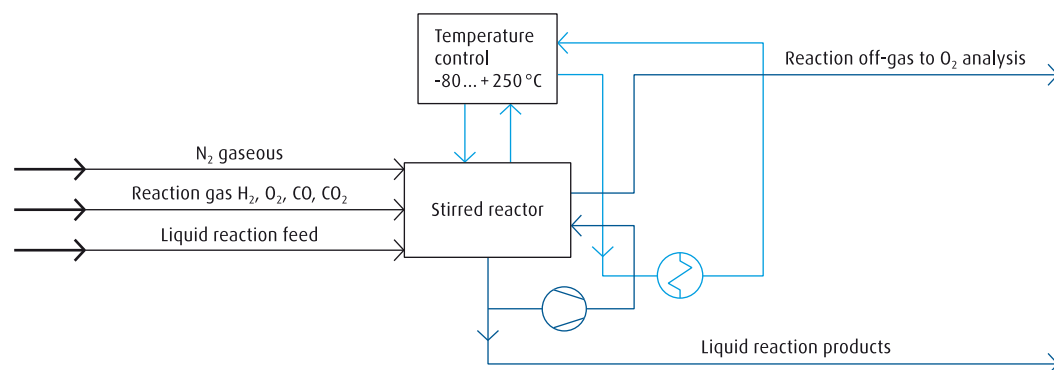 Temperature
control
-80... +250 °C
Reaction off-gas to O₂ analysis
N₂ gaseous
Reaction gas H₂, O₂, CO, CO₂
Stirred reactor
Liquid reaction feed
Liquid reaction products